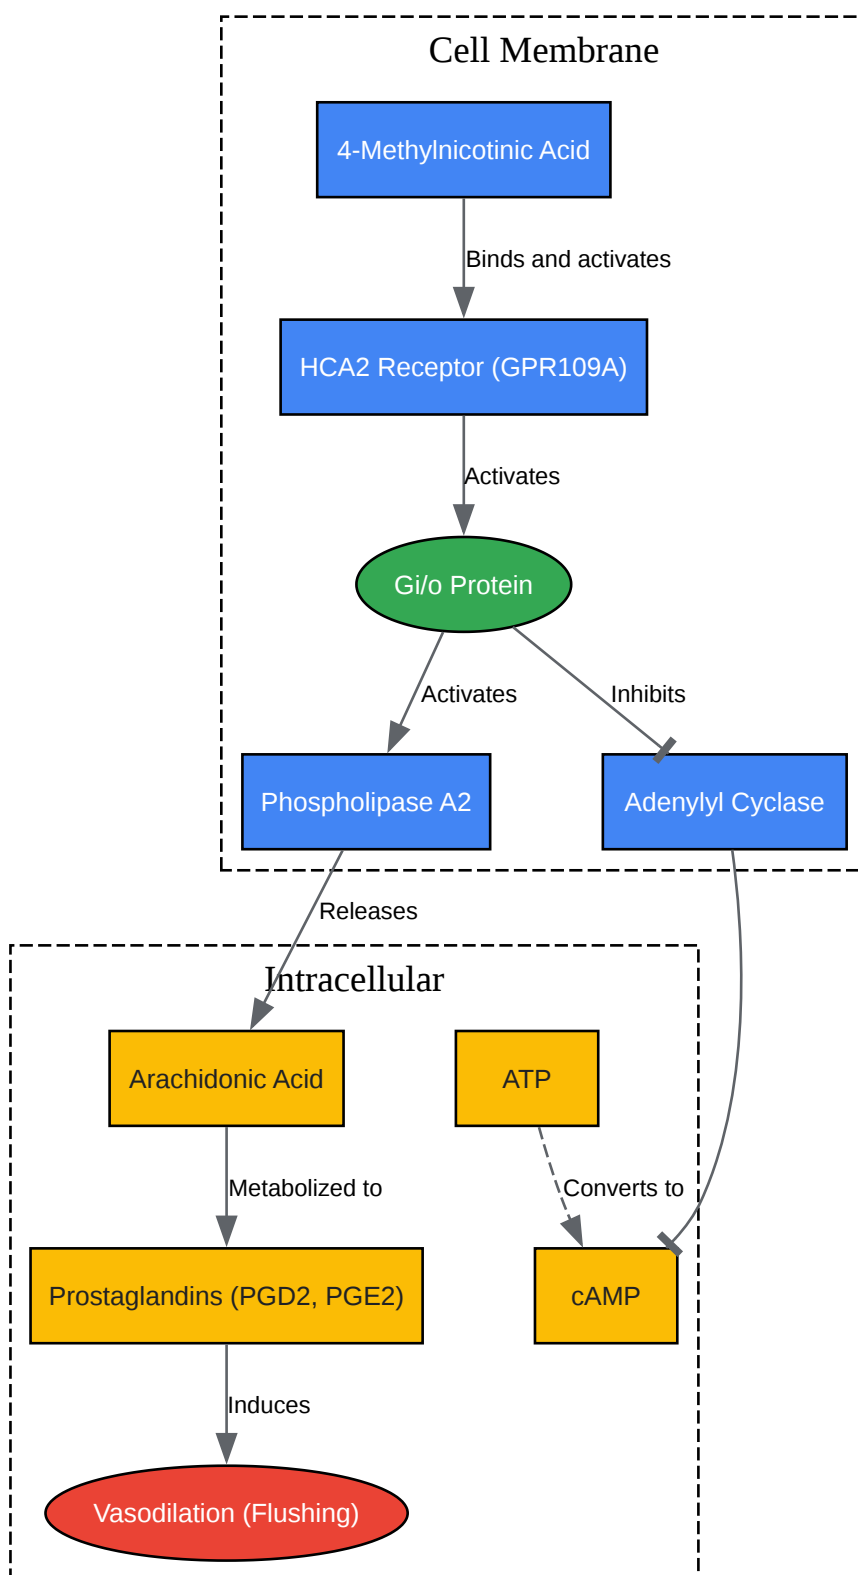 Cell Membrane
4-Methylnicotinic Acid
Binds and activates
HCA2 Receptor (GPR109A)
Activates
Gi/o Protein
Activates
Inhibits
Phospholipase A2
Adenylyl Cyclase
Releases
Intracellular
Arachidonic Acid
ATP
Metabolized to
Converts to
Prostaglandins (PGD2, PGE2)
cAMP
Induces
Vasodilation (Flushing)